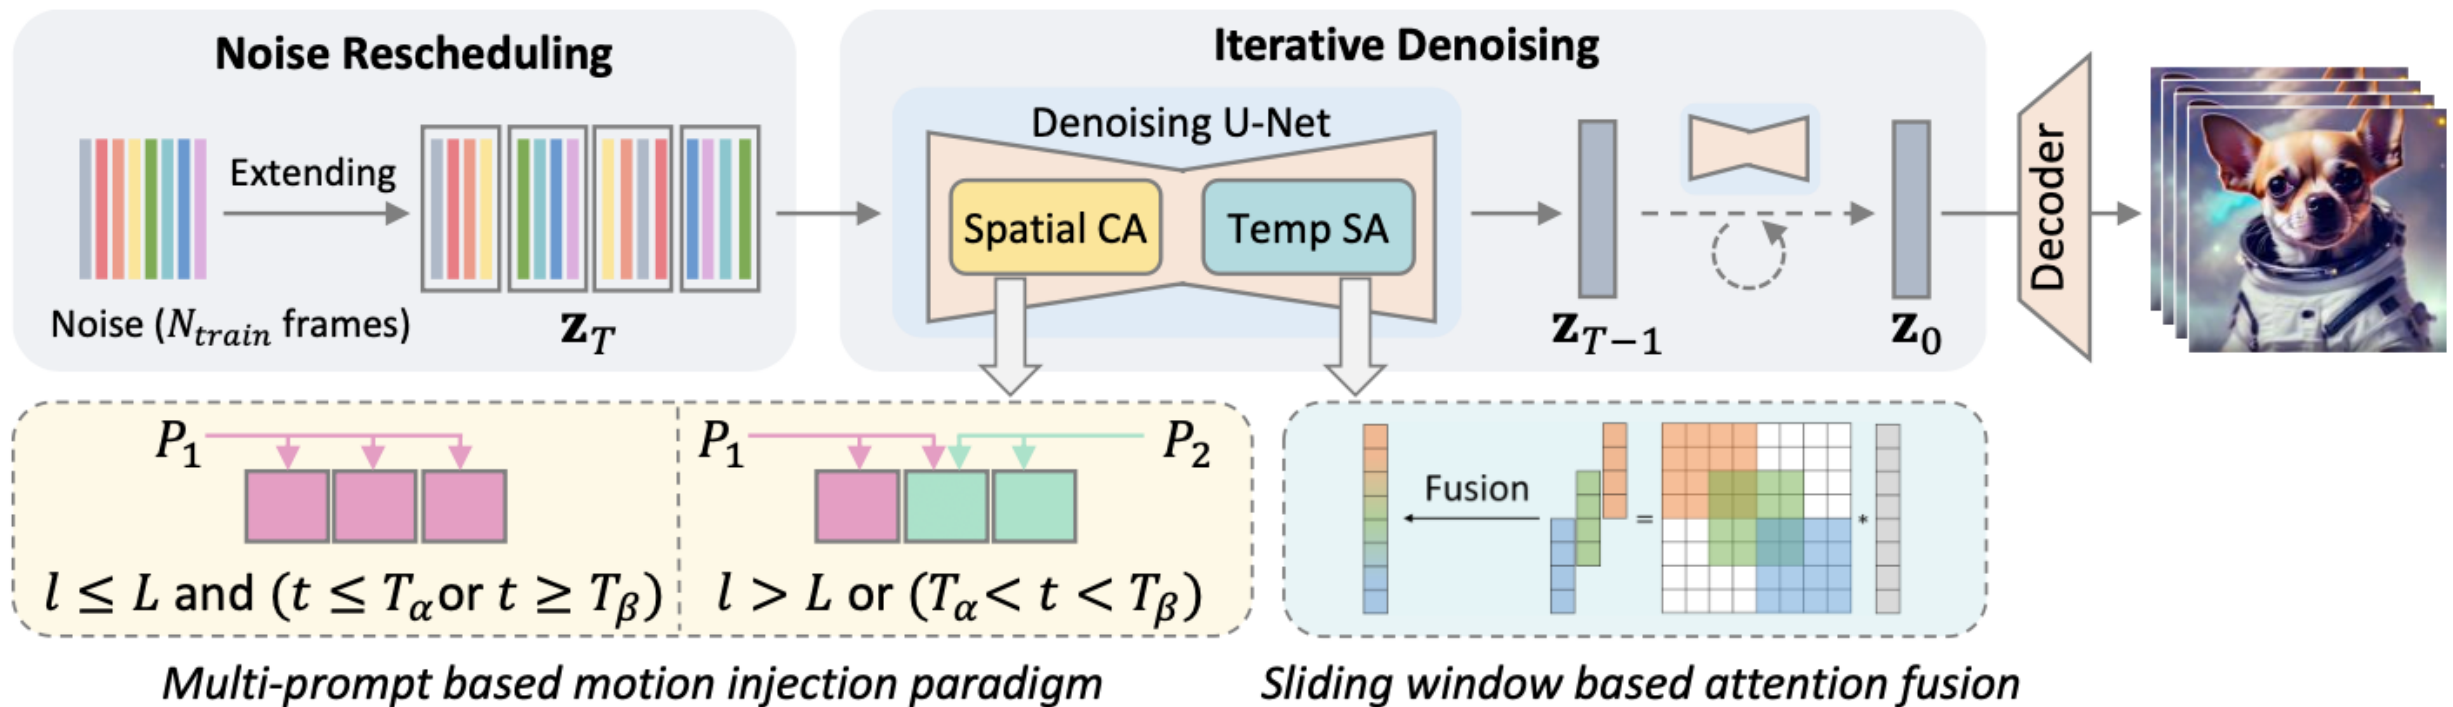 Noise Rescheduling
Extending
Noise (N_train frames)
z_T
Iterative Denoising
Denoising U-Net
Spatial CA
Temp SA
z_{T−1}
z_0
Decoder
P_1
l ≤ L and (t ≤ T_α or t ≥ T_β)
P_1
P_2
l > L or (T_α < t < T_β)
Multi-prompt based motion injection paradigm
Fusion
=
*
Sliding window based attention fusion